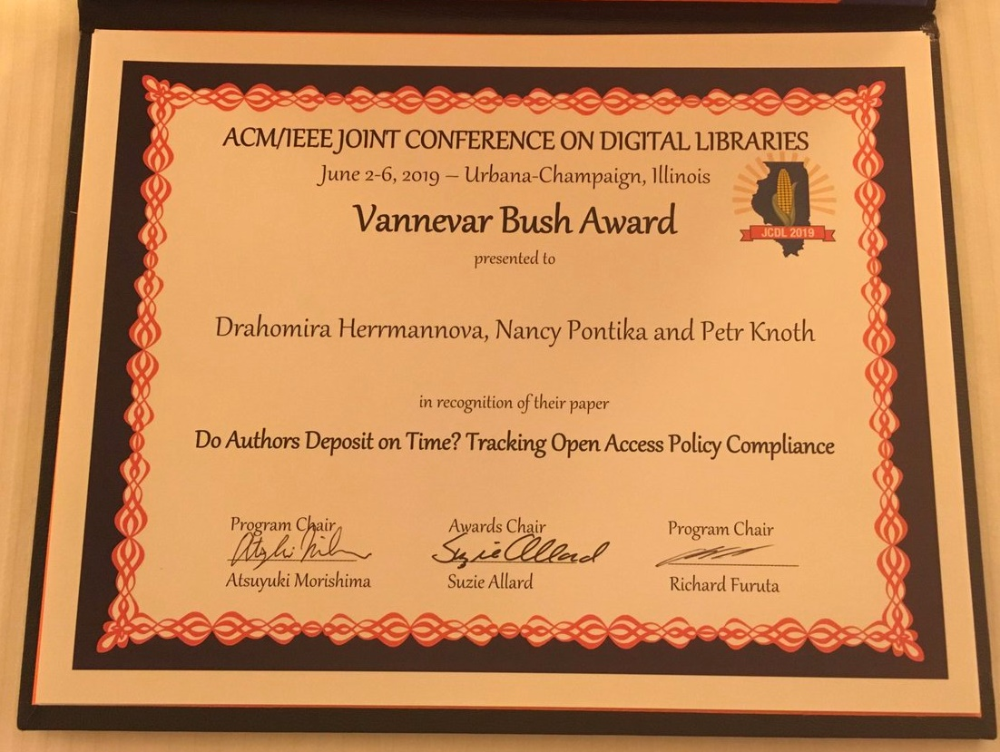 ACM/IEEE JOINT CONFERENCE ON DIGITAL LIBRARIES
June 2-6, 2019 – Urbana-Champaign, Illinois
Vannevar Bush Award
JCDL 2019
presented to
Drahomira Herrmannova, Nancy Pontika and Petr Knoth
in recognition of their paper
Do Authors Deposit on Time? Tracking Open Access Policy Compliance
Program Chair
Atsuyuki Morishima
Awards Chair
Suzie Allard
Suzie Allard
Program Chair
Richard Furuta